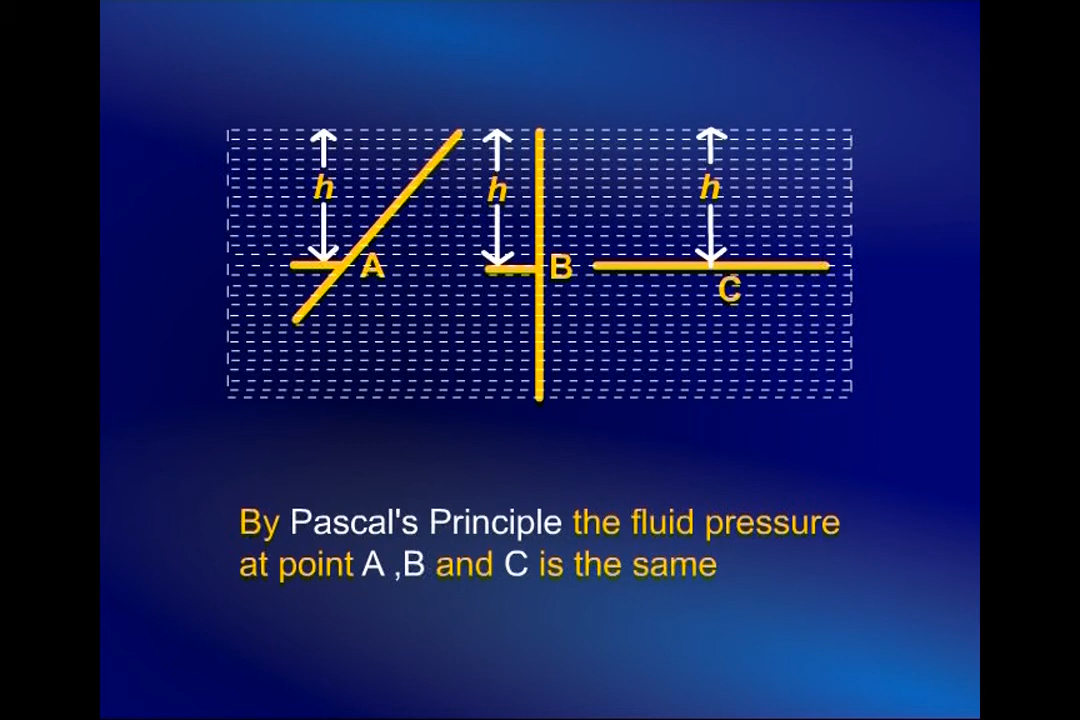 h h h
A B C
By Pascal's Principle the fluid pressure
at point A ,B and C is the same